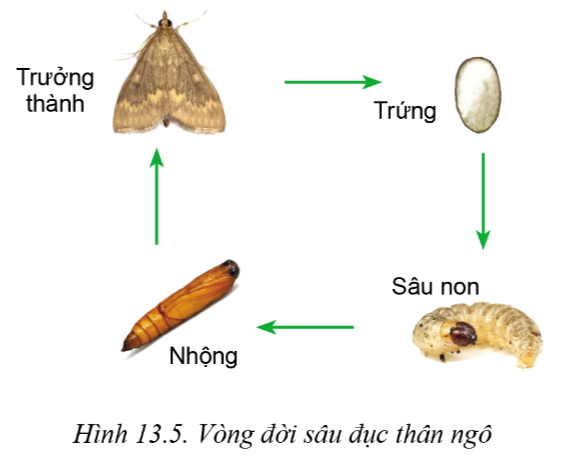 Trưởng
thành
Trứng
Sâu non
Nhộng
Hình 13.5. Vòng đời sâu đục thân ngô